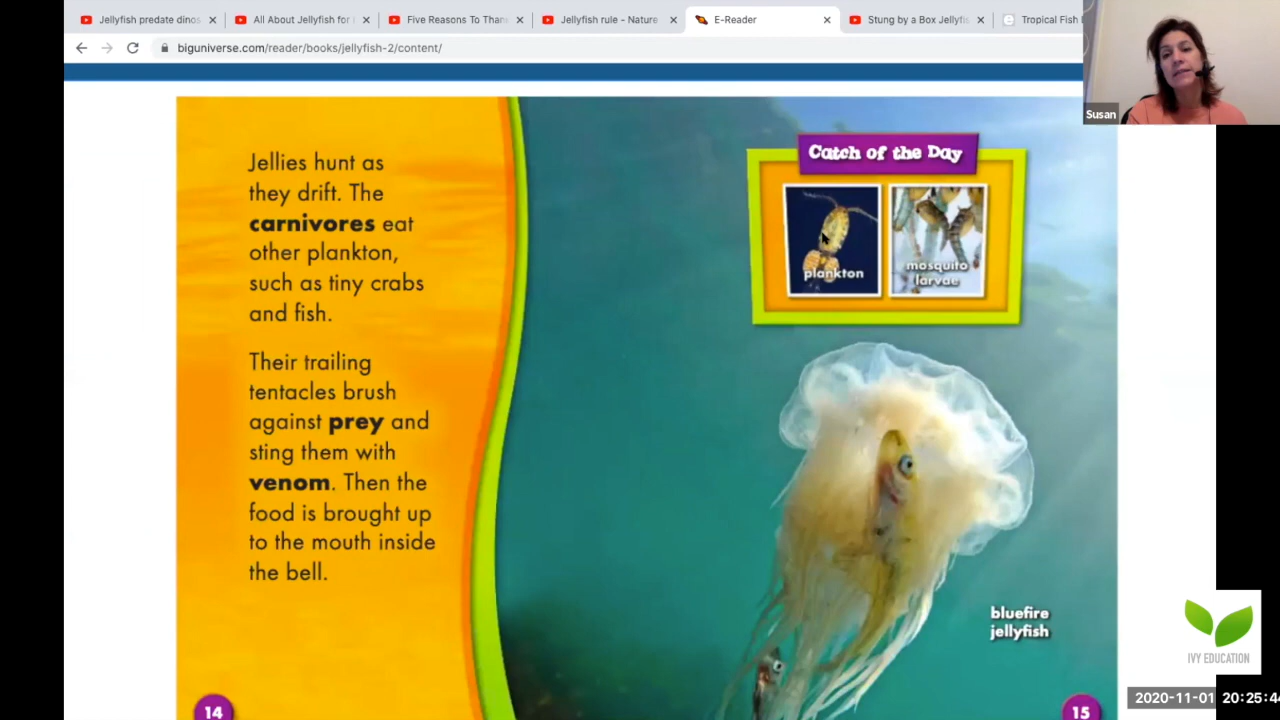 Jellyfish predate dinos
All About Jellyfish for
Five Reasons To Than
Jellyfish rule - Nature
E-Reader
Stung by a Box Jellyfis
Tropical Fish
biguniverse.com/reader/books/jellyfish-2/content/
Susan
Jellies hunt as
they drift. The
carnivores eat
other plankton,
such as tiny crabs
and fish.
Their trailing
tentacles brush
against prey and
sting them with
venom. Then the
food is brought up
to the mouth inside
the bell.
14
Catch of the Day
plankton
mosquito
larvae
bluefire
jellyfish
15
IVY EDUCATION
2020-11-01 20:25:4